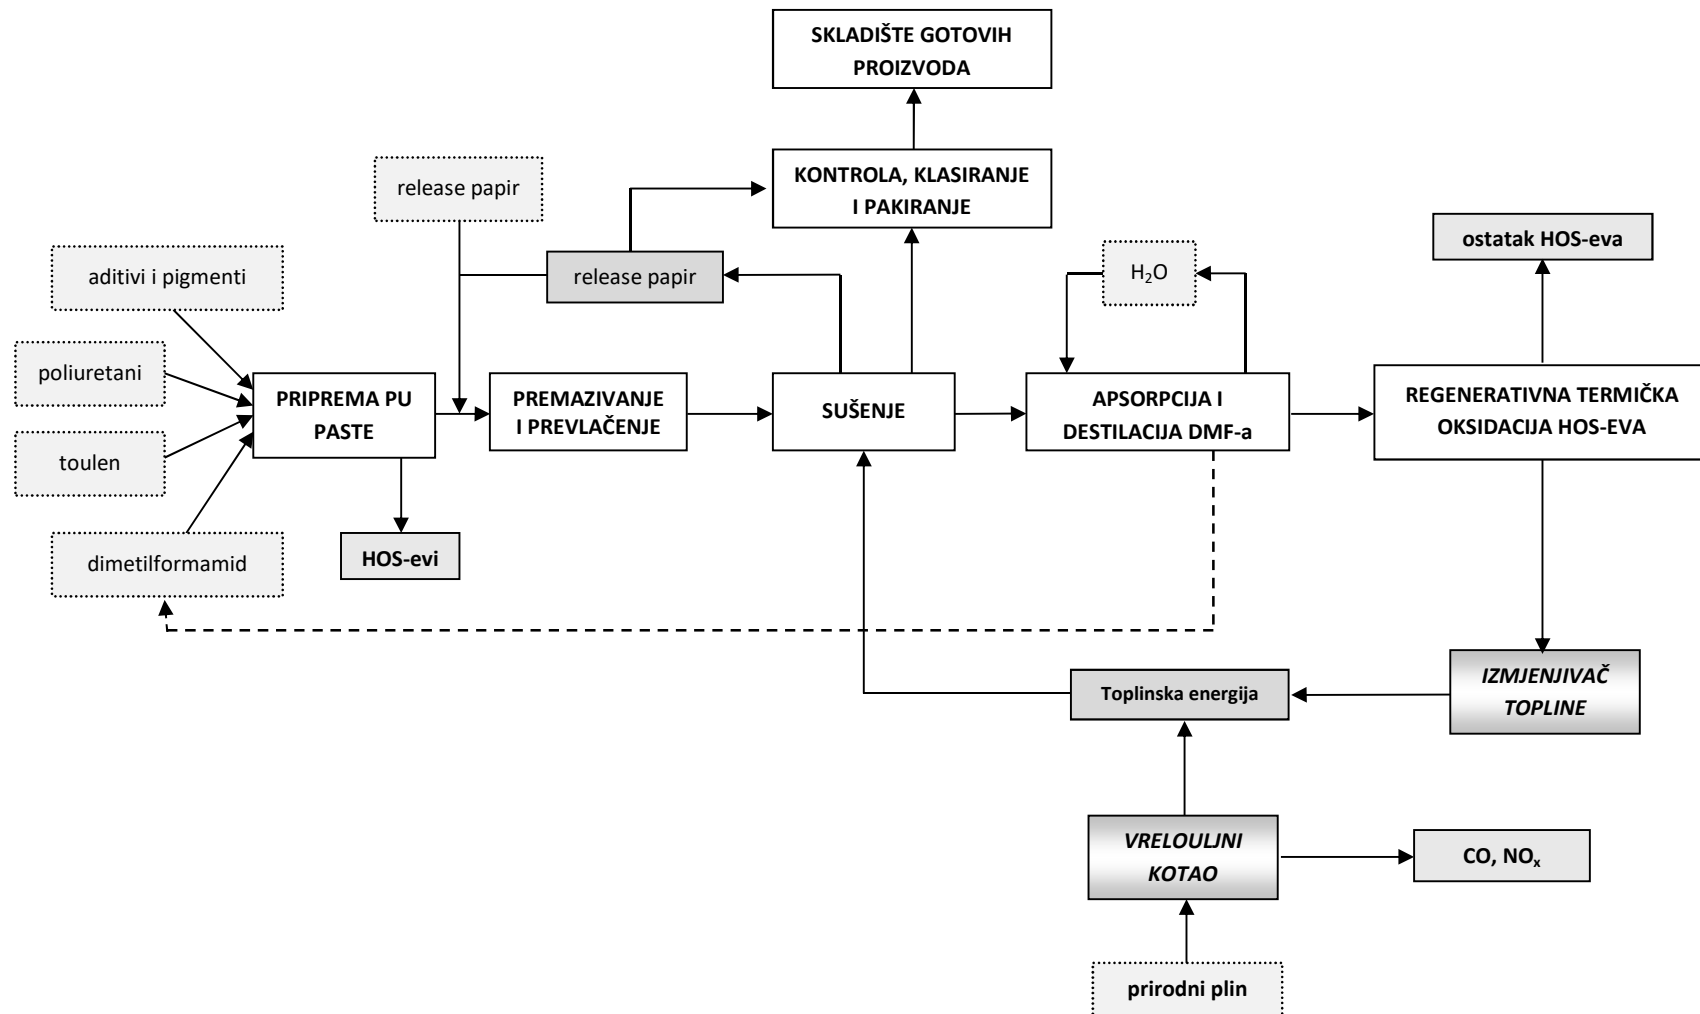 SKLADIŠTE GOTOVIH
PROIZVODA
KONTROLA, KLASIRANJE
I PAKIRANJE
release papir
release papir
ostatak HOS-eva
H₂O
aditivi i pigmenti
poliuretani
toulen
dimetilformamid
PRIPREMA PU
PASTE
PREMAZIVANJE
I PREVLAČENJE
SUŠENJE
APSORPCIJA I
DESTILACIJA DMF-a
REGENERATIVNA TERMIČKA
OKSIDACIJA HOS-EVA
HOS-evi
Toplinska energija
IZMJENJIVAČ
TOPLINE
VRELOULJNI
KOTAO
CO, NOₓ
prirodni plin